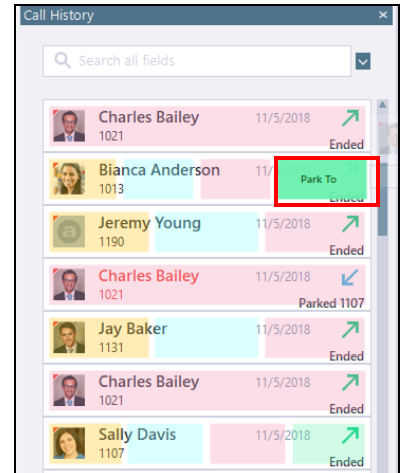 Call History
Search all fields
Charles Bailey 11/5/2018
1021
Ended
Bianca Anderson 11/
1013 Park To
Ended
Jeremy Young 11/5/2018
1190
Ended
Charles Bailey 11/5/2018
1021
Parked 1107
Jay Baker 11/5/2018
1131
Ended
Charles Bailey 11/5/2018
1021
Ended
Sally Davis 11/5/2018
1107
Ended